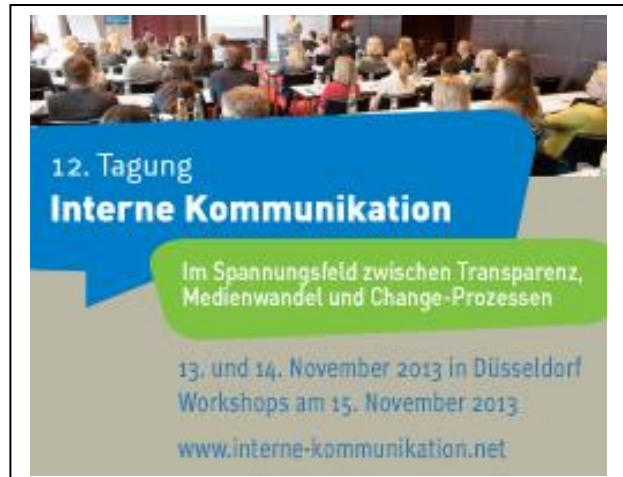 12. Tagung
Interne Kommunikation
Im Spannungsfeld zwischen Transparenz,
Medienwandel und Change-Prozessen
13. und 14. November 2013 in Düsseldorf
Workshops am 15. November 2013
www.interne-kommunikation.net